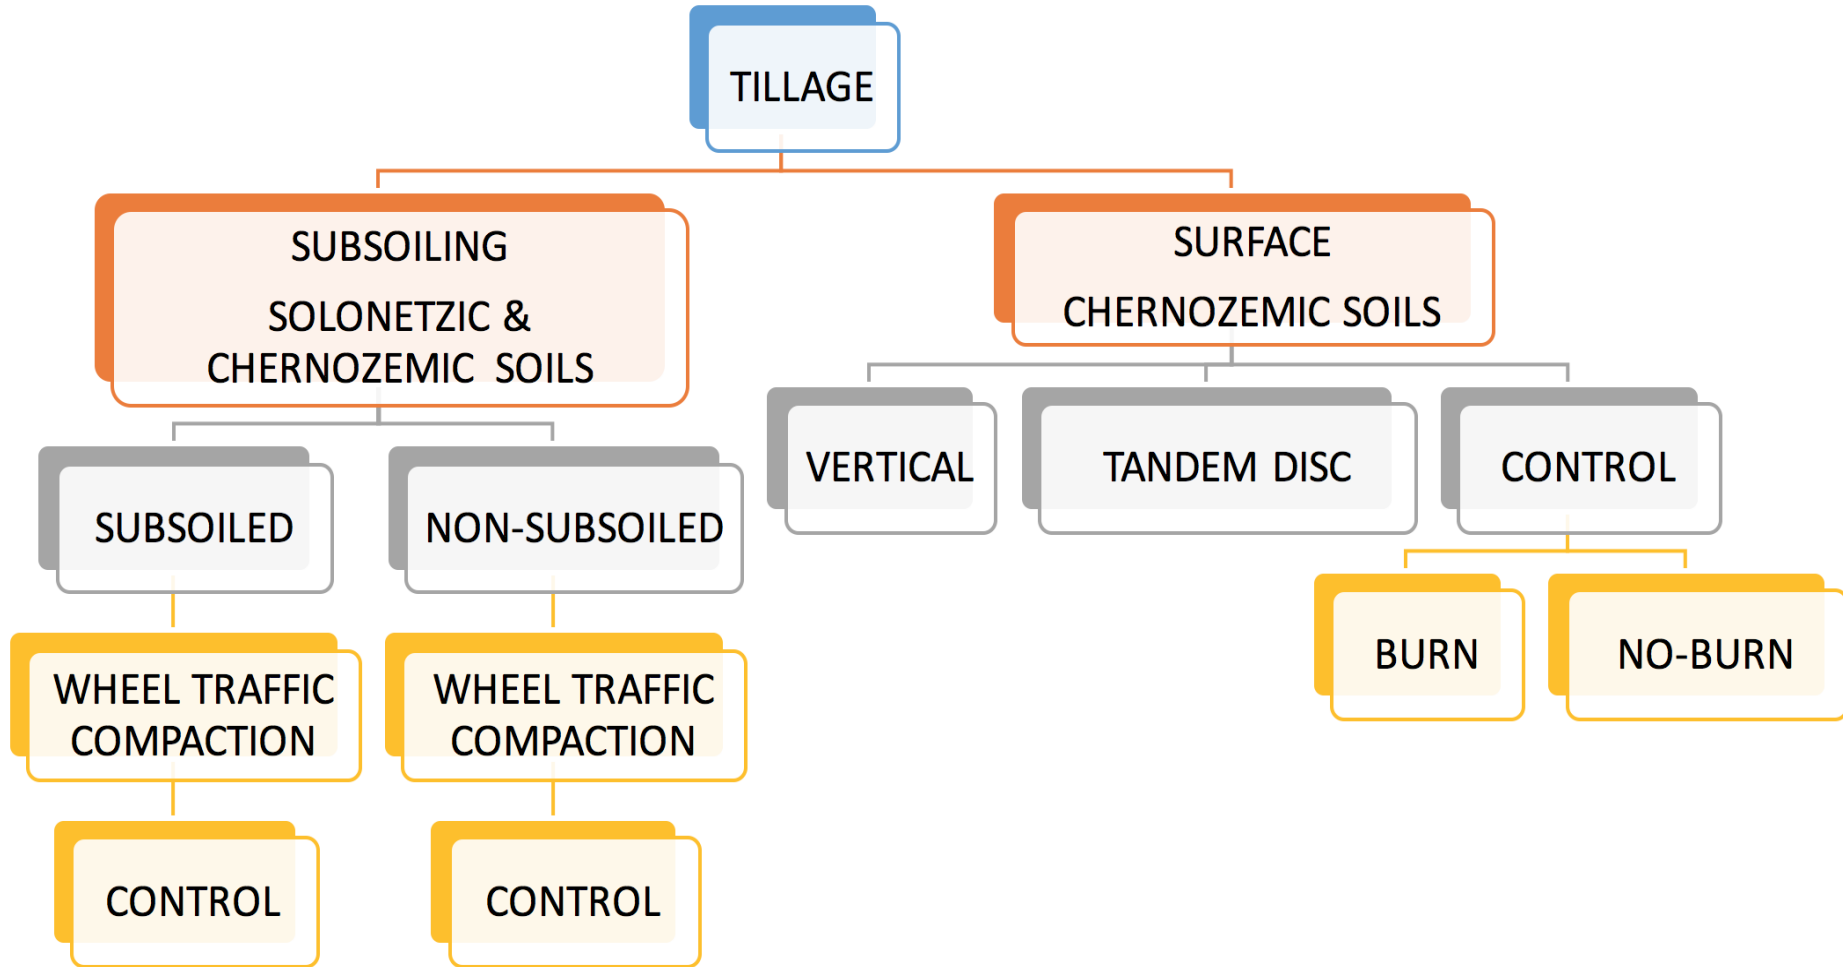 TILLAGE
SUBSOILING
SOLONETZIC &
CHERNOZEMIC SOILS
SURFACE
CHERNOZEMIC SOILS
SUBSOILED
NON-SUBSOILED
VERTICAL
TANDEM DISC
CONTROL
WHEEL TRAFFIC
COMPACTION
WHEEL TRAFFIC
COMPACTION
BURN
NO-BURN
CONTROL
CONTROL